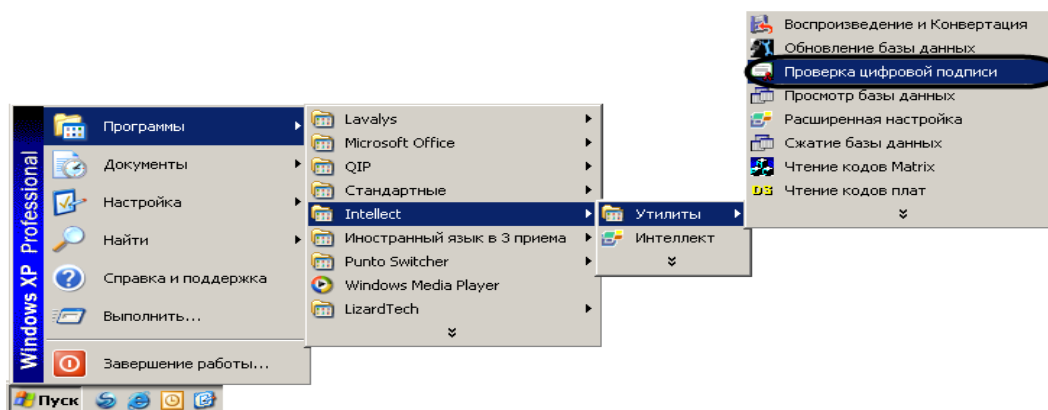 Windows XP Professional
Программы
Документы
Настройка
Найти
Справка и поддержка
Выполнить...
Завершение работы...
Пуск
Lavalys
Microsoft Office
QIP
Стандартные
Intellect
Иностранный язык в 3 приема
Punto Switcher
Windows Media Player
LizardTech
Утилиты
Интеллект
Воспроизведение и Конвертация
Обновление базы данных
Проверка цифровой подписи
Просмотр базы данных
Расширенная настройка
Сжатие базы данных
Чтение кодов Matrix
Чтение кодов плат